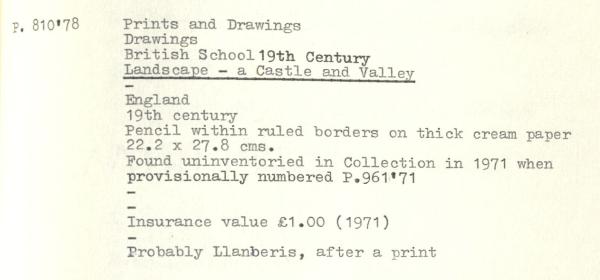 P. 810'78 Prints and Drawings
Drawings
British School 19th Century
Landscape - a Castle and Valley
-
England
19th century
Pencil within ruled borders on thick cream paper
22.2 x 27.8 cms.
Found uninventoried in Collection in 1971 when
provisionally numbered P.961'71
-
-
Insurance value £1.00 (1971)
-
Probably Llanberis, after a print